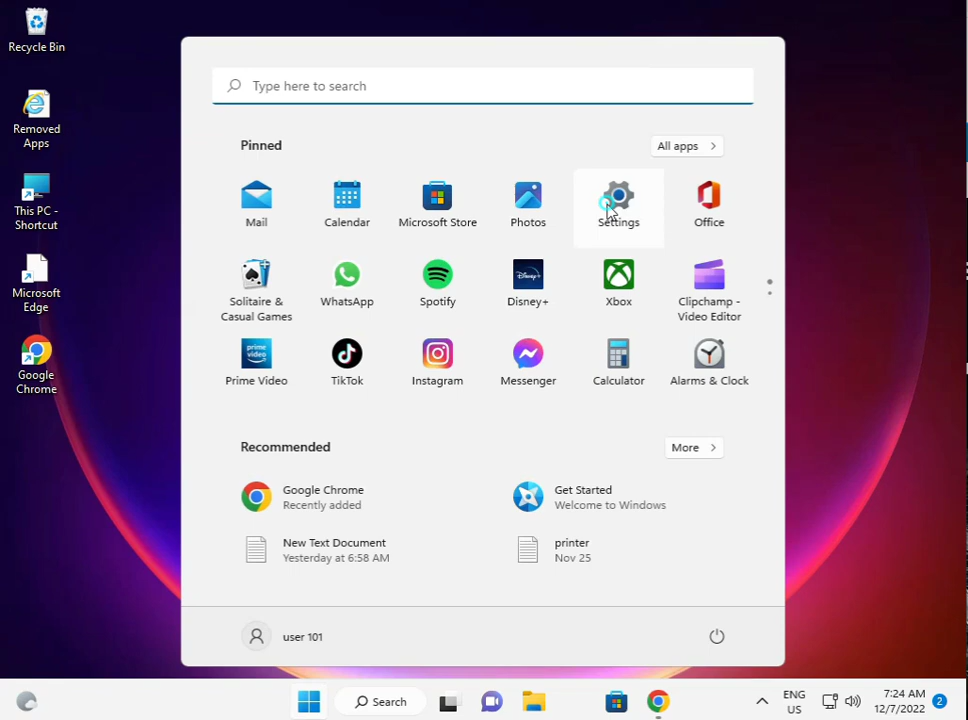 Recycle Bin
Removed
Apps
This PC -
Shortcut
Microsoft
Edge
Google
Chrome
Type here to search
Pinned
All apps
Mail
Calendar
Microsoft Store
Photos
Settings
Office
Solitaire &
Casual Games
WhatsApp
Spotify
Disney+
Xbox
Clipchamp -
Video Editor
prime
video
Prime Video
TikTok
Instagram
Messenger
Calculator
Alarms & Clock
Recommended
More
Google Chrome
Recently added
Get Started
Welcome to Windows
New Text Document
Yesterday at 6:58 AM
printer
Nov 25
user 101
Search
ENG
US
7:24 AM
12/7/2022
2